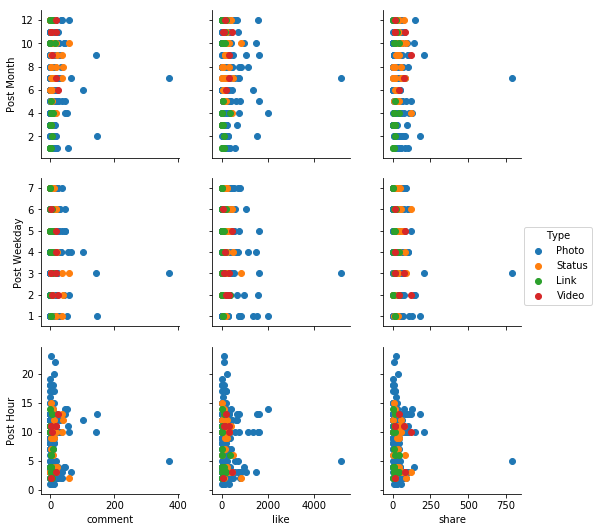 12
10
8
6
4
2
Post Month
7
6
5
4
3
2
1
Post Weekday
Type
Photo
Status
Link
Video
20
15
10
5
0
Post Hour
0 200 400
0 2000 4000
0 250 500 750
comment like share